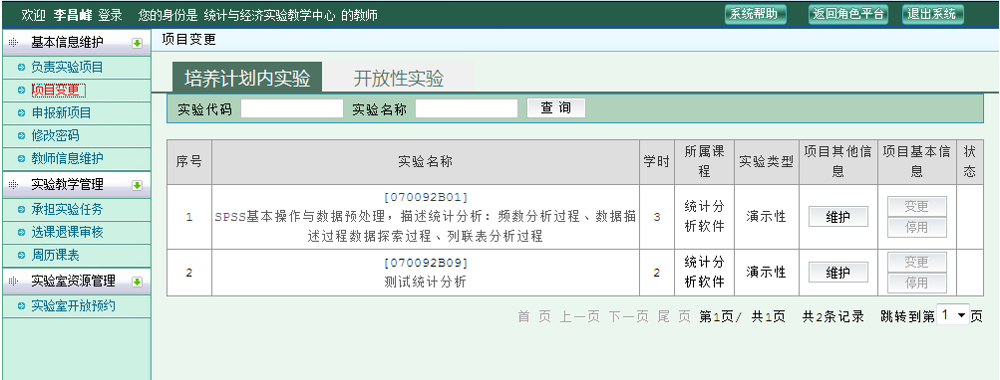 欢迎 李昌峰 登录 您的身份是 统计与经济实验教学中心 的教师 系统帮助 返回角色平台 退出系统
基本信息维护
负责实验项目
项目变更
申报新项目
修改密码
教师信息维护
实验教学管理
承担实验任务
选课退课审核
周历课表
实验室资源管理
实验室开放预约
项目变更
培养计划内实验 开放性实验
实验代码 实验名称 查 询
序号 实验名称 学时 所属课程 实验类型 项目其他信息 项目基本信息 状态
1
[070092B01]
SPSS基本操作与数据预处理，描述统计分析：频数分析过程、数据描
述过程数据探索过程、列联表分析过程
3
统计分
析软件
演示性
维护
变更
停用
2
[070092B09]
测试统计分析
2
统计分
析软件
演示性
维护
变更
停用
首 页 上一页 下一页 尾 页 第1页/ 共1页 共2条记录 跳转到第 1 页